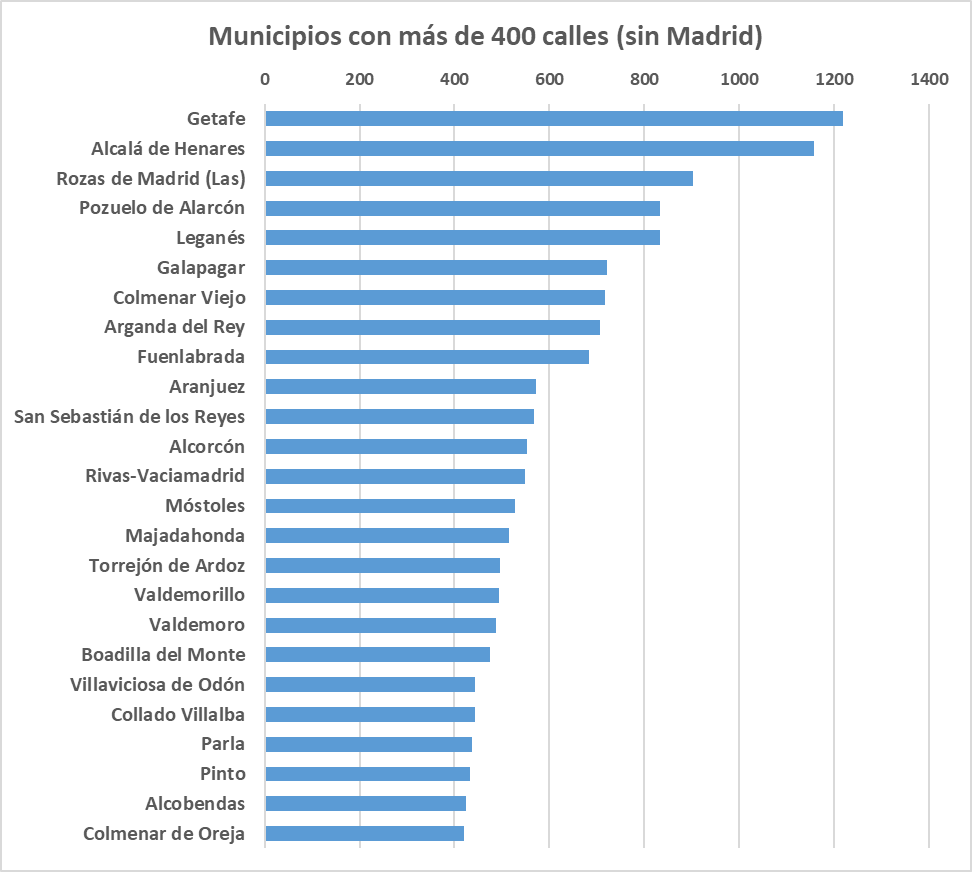 Municipios con más de 400 calles (sin Madrid)
0 200 400 600 800 1000 1200 1400
Getafe
Alcalá de Henares
Rozas de Madrid (Las)
Pozuelo de Alarcón
Leganés
Galapagar
Colmenar Viejo
Arganda del Rey
Fuenlabrada
Aranjuez
San Sebastián de los Reyes
Alcorcón
Rivas-Vaciamadrid
Móstoles
Majadahonda
Torrejón de Ardoz
Valdemorillo
Valdemoro
Boadilla del Monte
Villaviciosa de Odón
Collado Villalba
Parla
Pinto
Alcobendas
Colmenar de Oreja